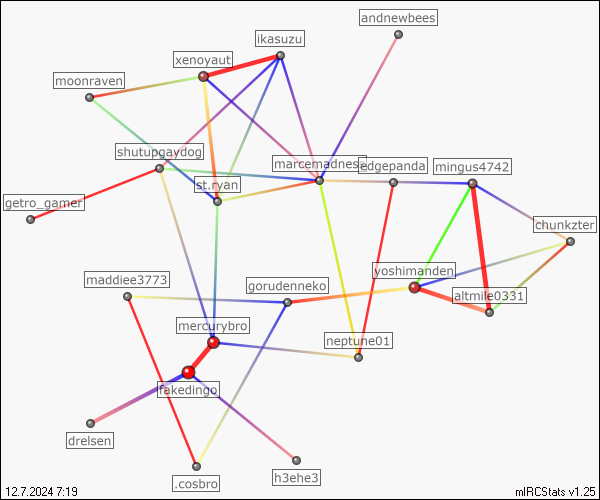 andnewbees
ikasuzu
xenoyaut
moonraven
shutupgaydog
marcemadnes
edgepanda
mingus4742
st.ryan
getro_gamer
chunkzter
maddiee3773
gorudenneko
yoshimanden
altmile0331
mercurybro
neptune01
fakedingo
drelsen
.cosbro
h3ehe3
12.7.2024 7:19
mIRCStats v1.25